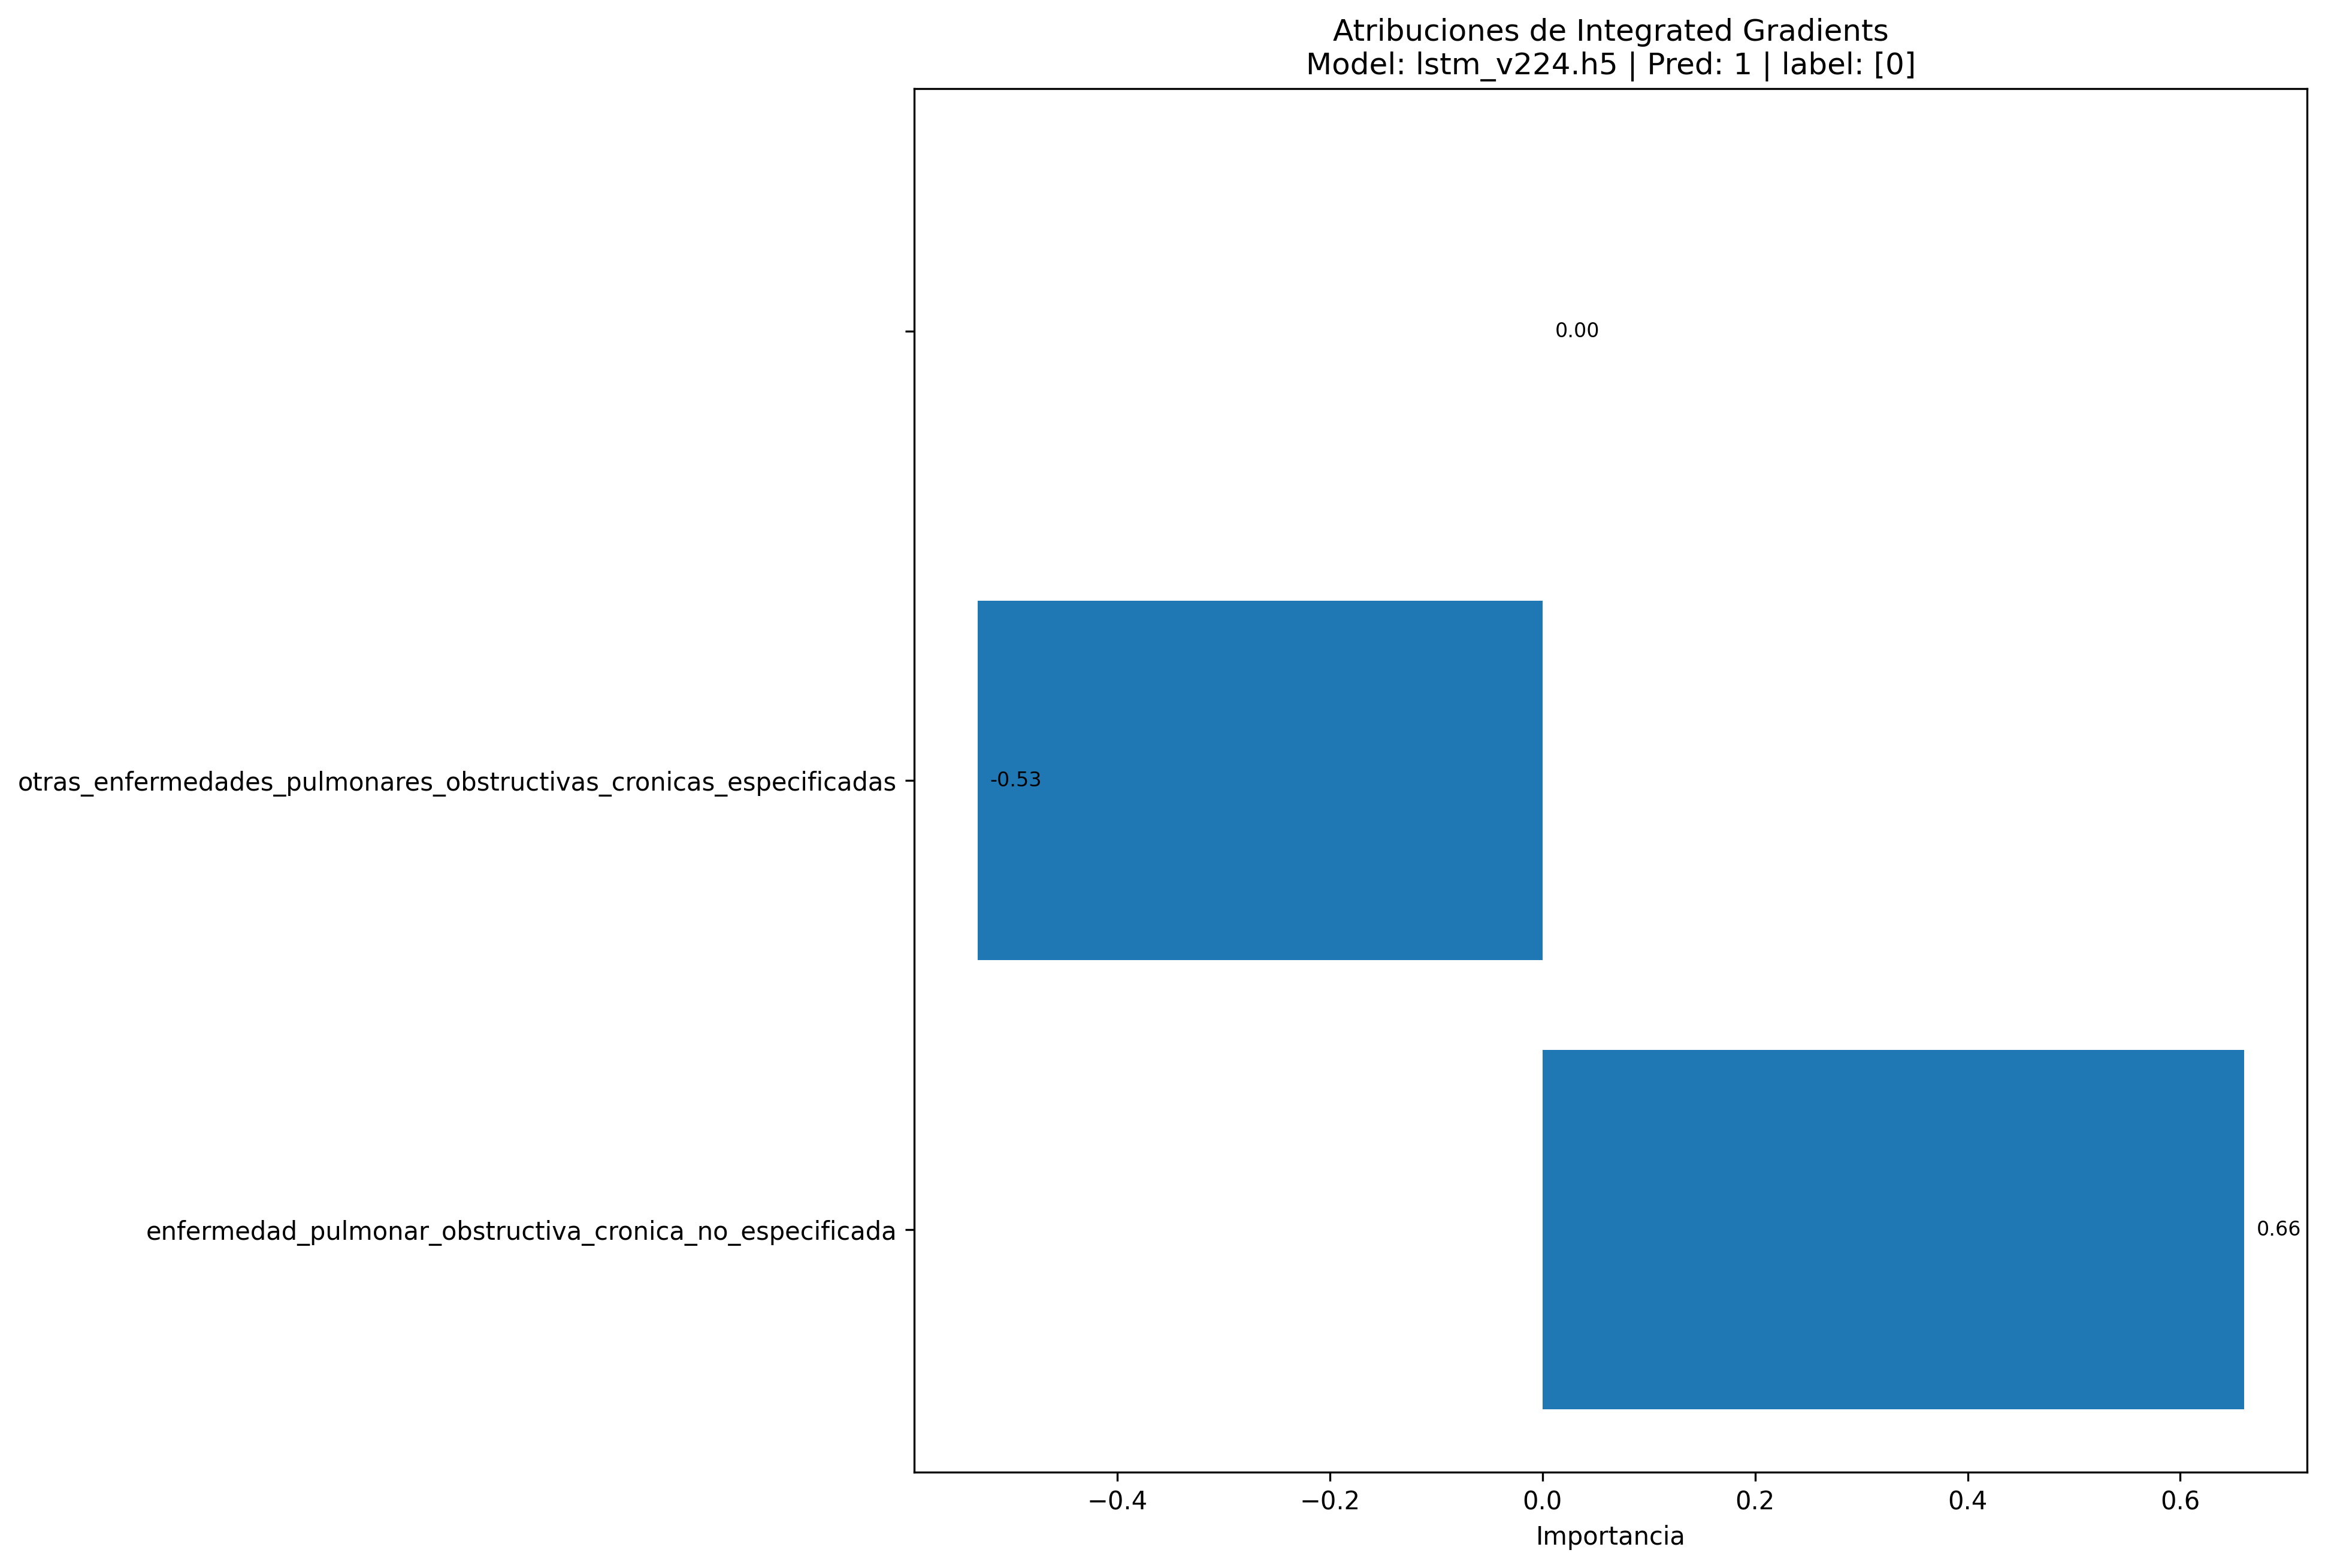 Atribuciones de Integrated Gradients
Model: lstm_v224.h5 | Pred: 1 | label: [0]
0.00
otras_enfermedades_pulmonares_obstructivas_cronicas_especificadas
-0.53
enfermedad_pulmonar_obstructiva_cronica_no_especificada
0.66
−0.4 −0.2 0.0 0.2 0.4 0.6
Importancia